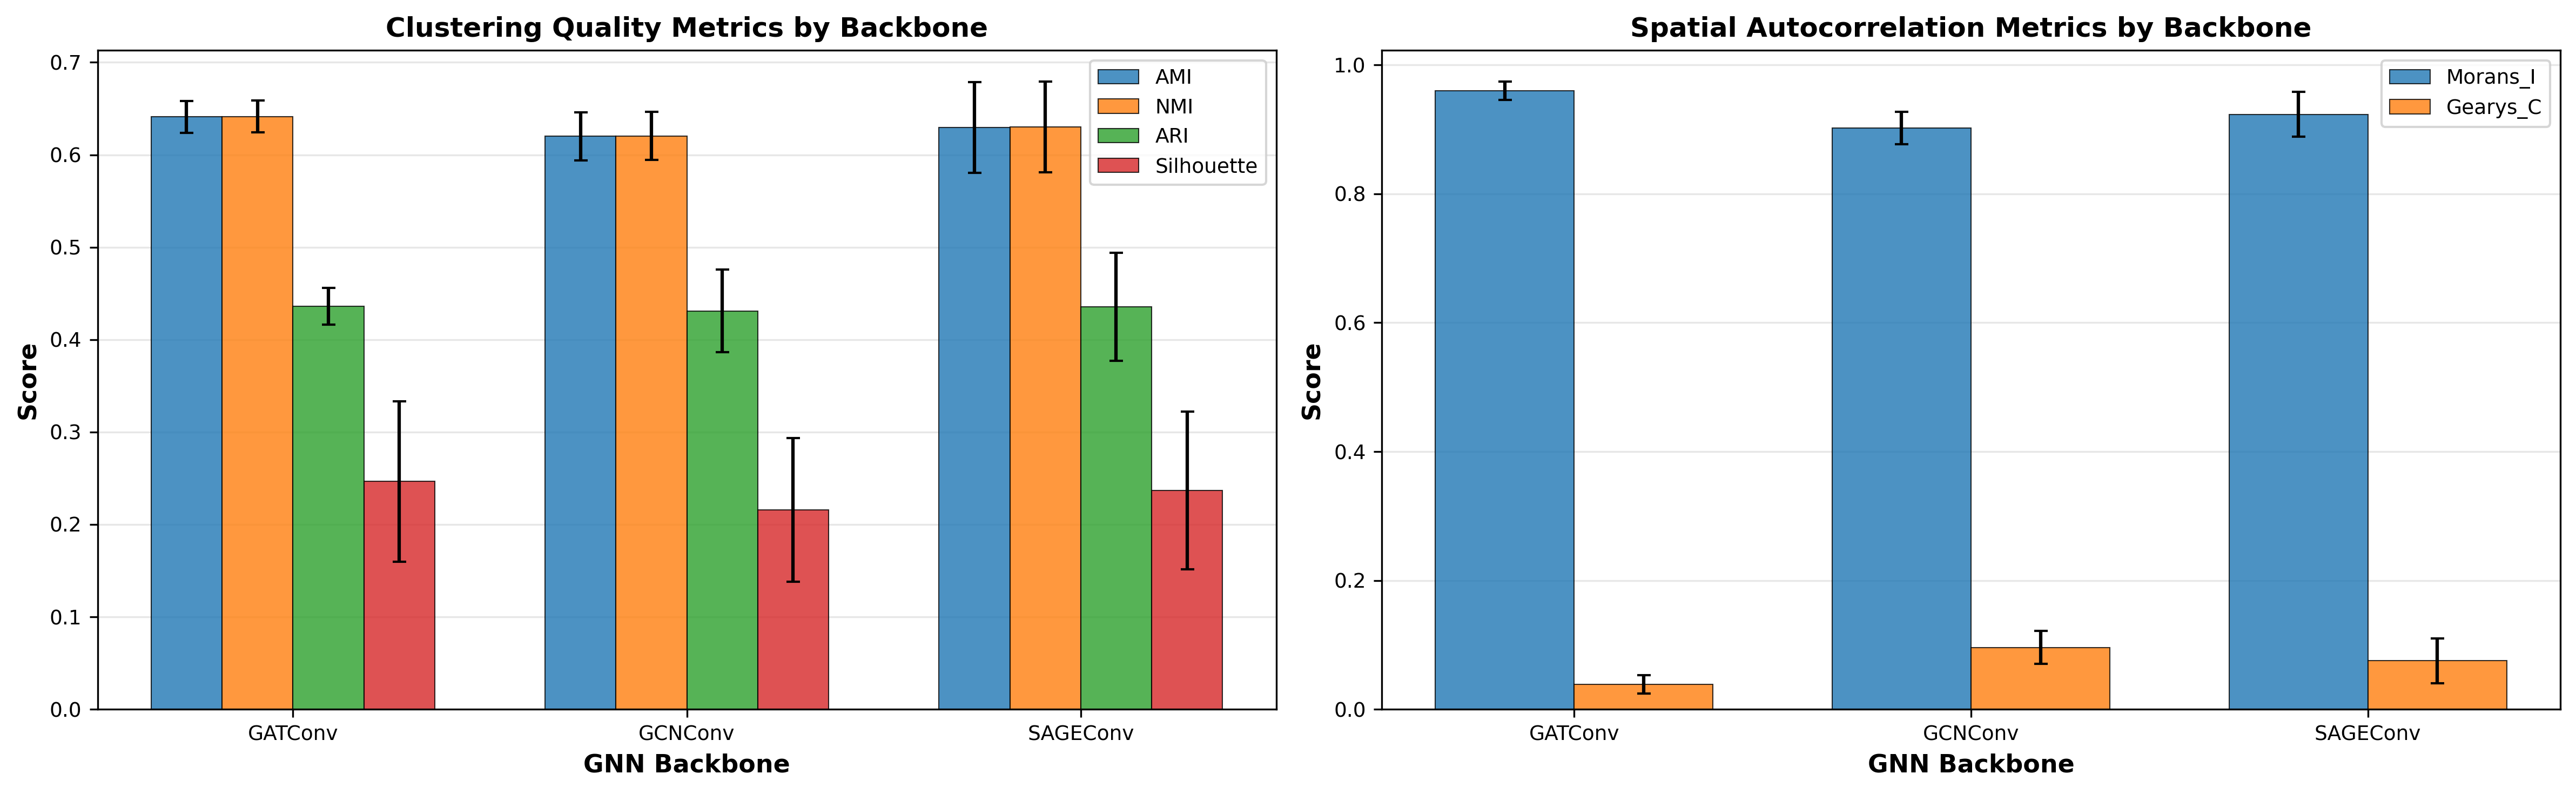 Clustering Quality Metrics by Backbone
0.7
0.6
0.5
0.4
0.3
0.2
0.1
0.0
Score
AMI
NMI
ARI
Silhouette
GATConv
GCNConv
SAGEConv
GNN Backbone
Spatial Autocorrelation Metrics by Backbone
1.0
0.8
0.6
0.4
0.2
0.0
Score
Morans_I
Gearys_C
GATConv
GCNConv
SAGEConv
GNN Backbone